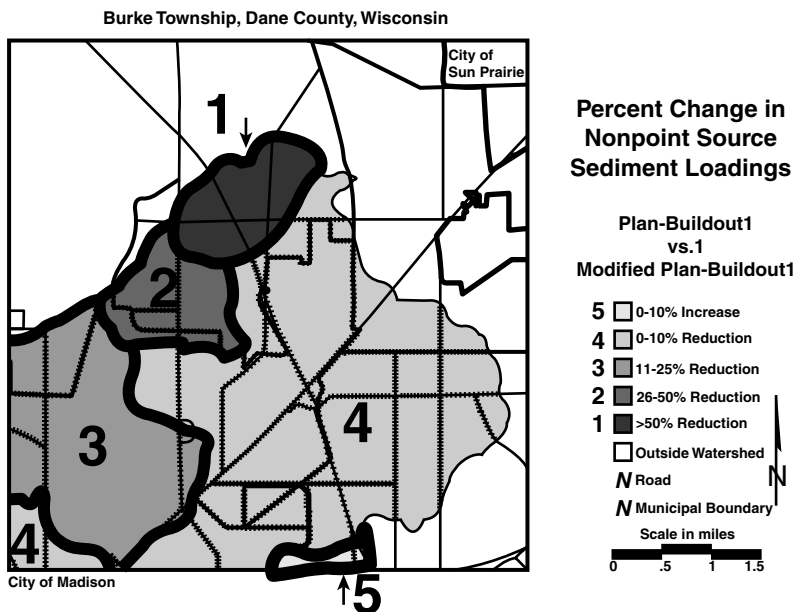 Burke Township, Dane County, Wisconsin
City of
Sun Prairie
1
2
3
4
4
5
City of Madison
Percent Change in
Nonpoint Source
Sediment Loadings
Plan-Buildout1
vs.1
Modified Plan-Buildout1
5 0-10% Increase
4 0-10% Reduction
3 11-25% Reduction
2 26-50% Reduction
1 >50% Reduction
Outside Watershed
N Road
N Municipal Boundary
N
Scale in miles
0 .5 1 1.5